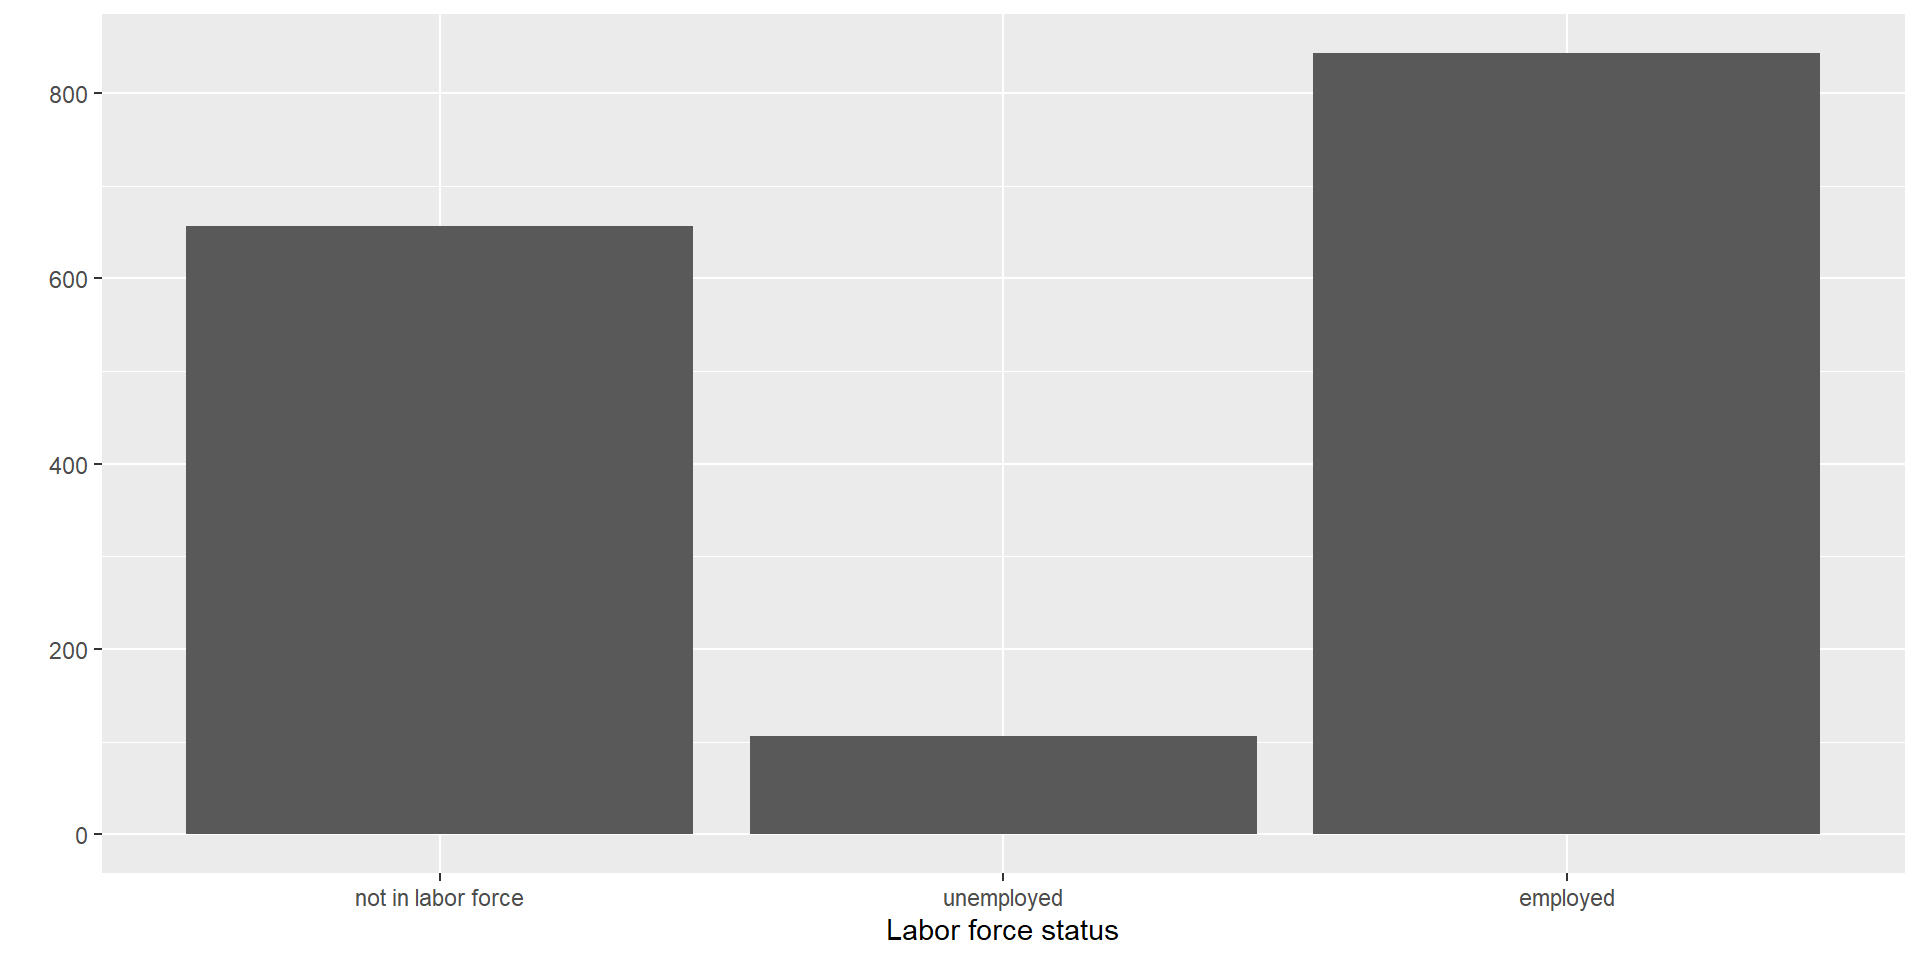 800
600
400
200
0
not in labor force
unemployed
employed
Labor force status